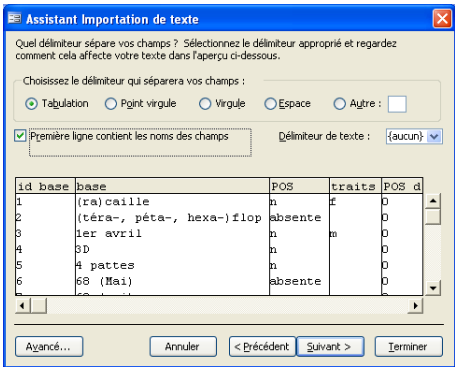 Assistant Importation de texte
Quel délimiteur sépare vos champs ? Sélectionnez le délimiteur approprié et regardez
comment cela affecte votre texte dans l'aperçu ci-dessous.
Choisissez le délimiteur qui séparera vos champs :
Tabulation Point virgule Virgule Espace Autre :
Première ligne contient les noms des champs Délimiteur de texte : {aucun}
id base base POS traits POS d
1 (ra)caille n f 0
2 (téra-, péta-, hexa-)flop absente 0
3 1er avril n m 0
4 3D n 0
5 4 pattes n 0
6 68 (Mai) absente 0
Avancé... Annuler < Précédent Suivant > Terminer